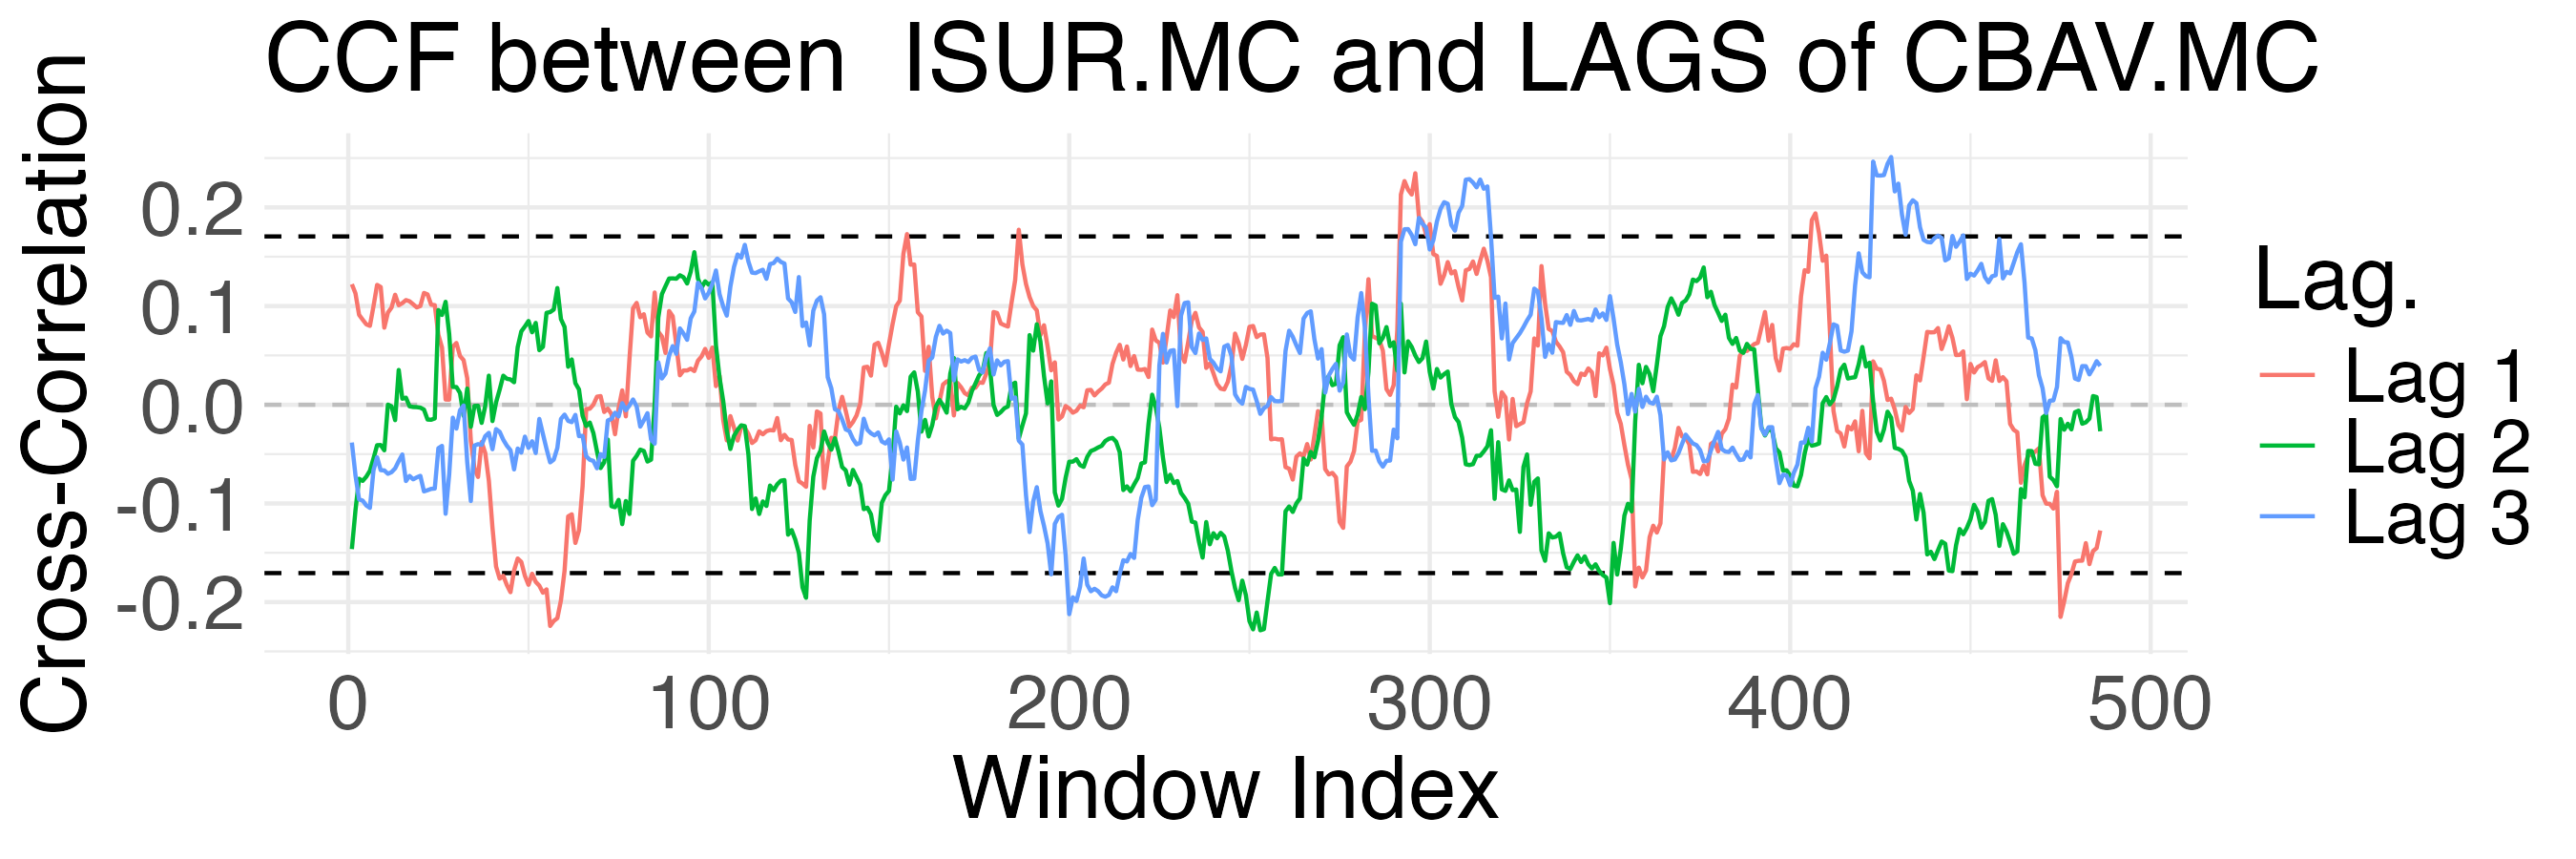 CCF between  ISUR.MC and LAGS of CBAV.MC
Cross-Correlation
0.2
0.1
0.0
-0.1
-0.2
0 100 200 300 400 500
Window Index
Lag.
Lag 1
Lag 2
Lag 3